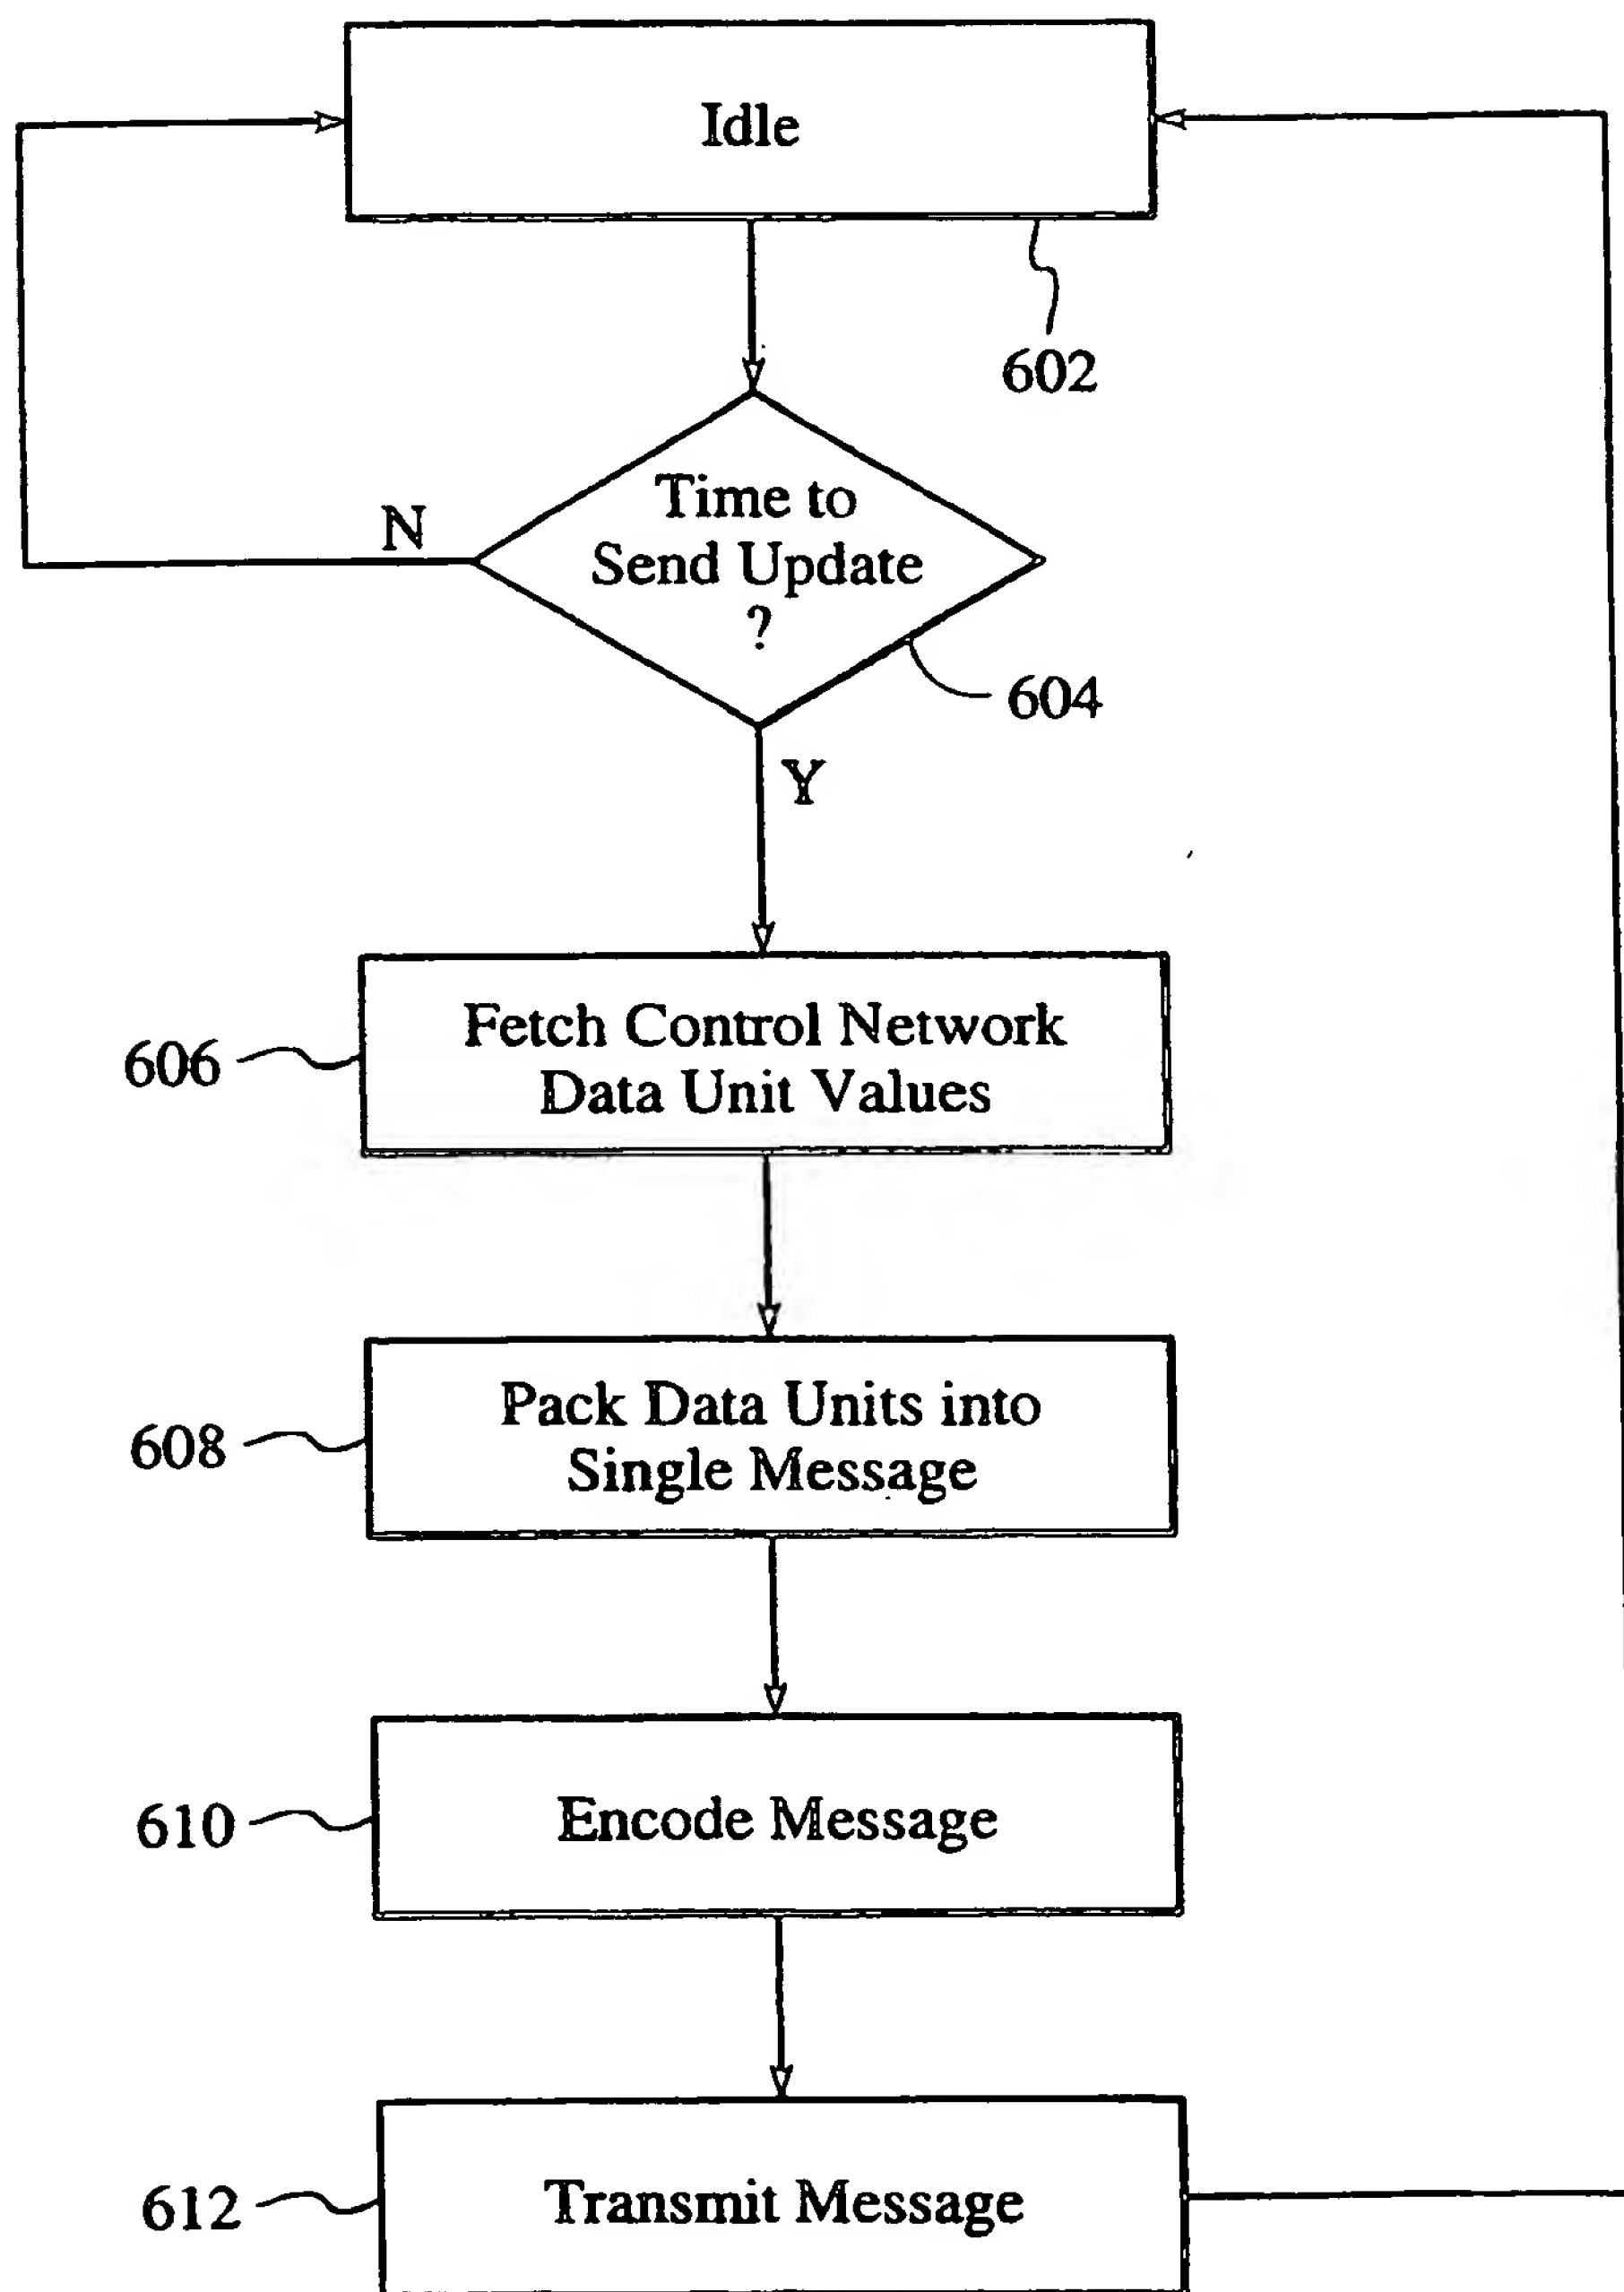 Idle
602
Time to
Send Update
?
N
604
Y
Fetch Control Network
Data Unit Values
606
Pack Data Units into
Single Message
608
Encode Message
610
Transmit Message
612